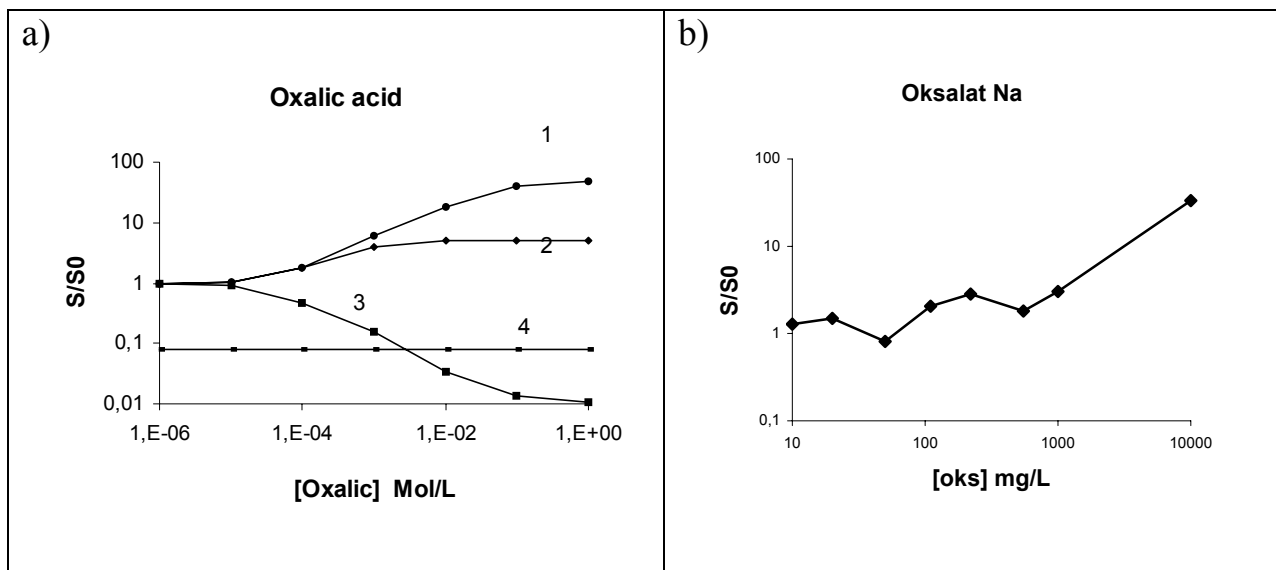 a)
Oxalic acid
1
2
3
4
100
10
1
0,1
0,01
S/S0
1,E-06 1,E-04 1,E-02 1,E+00
[Oxalic] Mol/L
b)
Oksalat Na
100
10
1
0,1
S/S0
10 100 1000 10000
[oks] mg/L